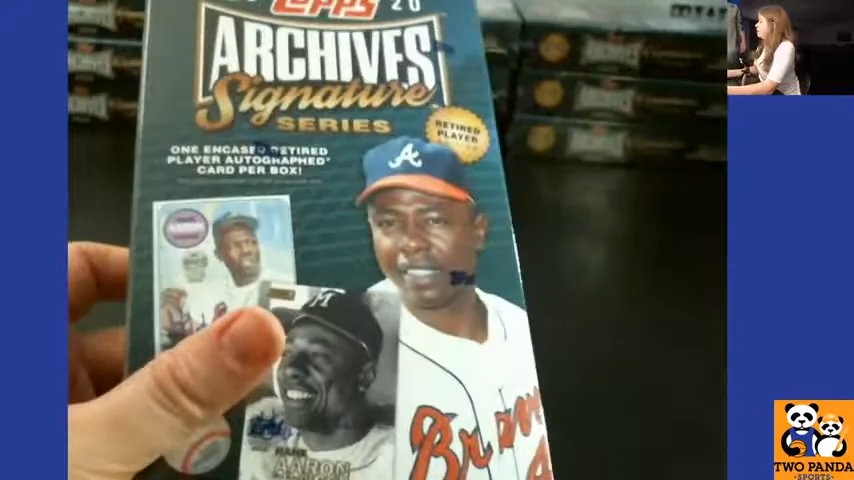 Topps 20
ARCHIVES
Signature
SERIES
RETIRED
PLAYER
ONE ENCASED RETIRED
PLAYER AUTOGRAPHED*
CARD PER BOX!
HANK
AARON
Braves
TWO PANDA
-SPORTS-